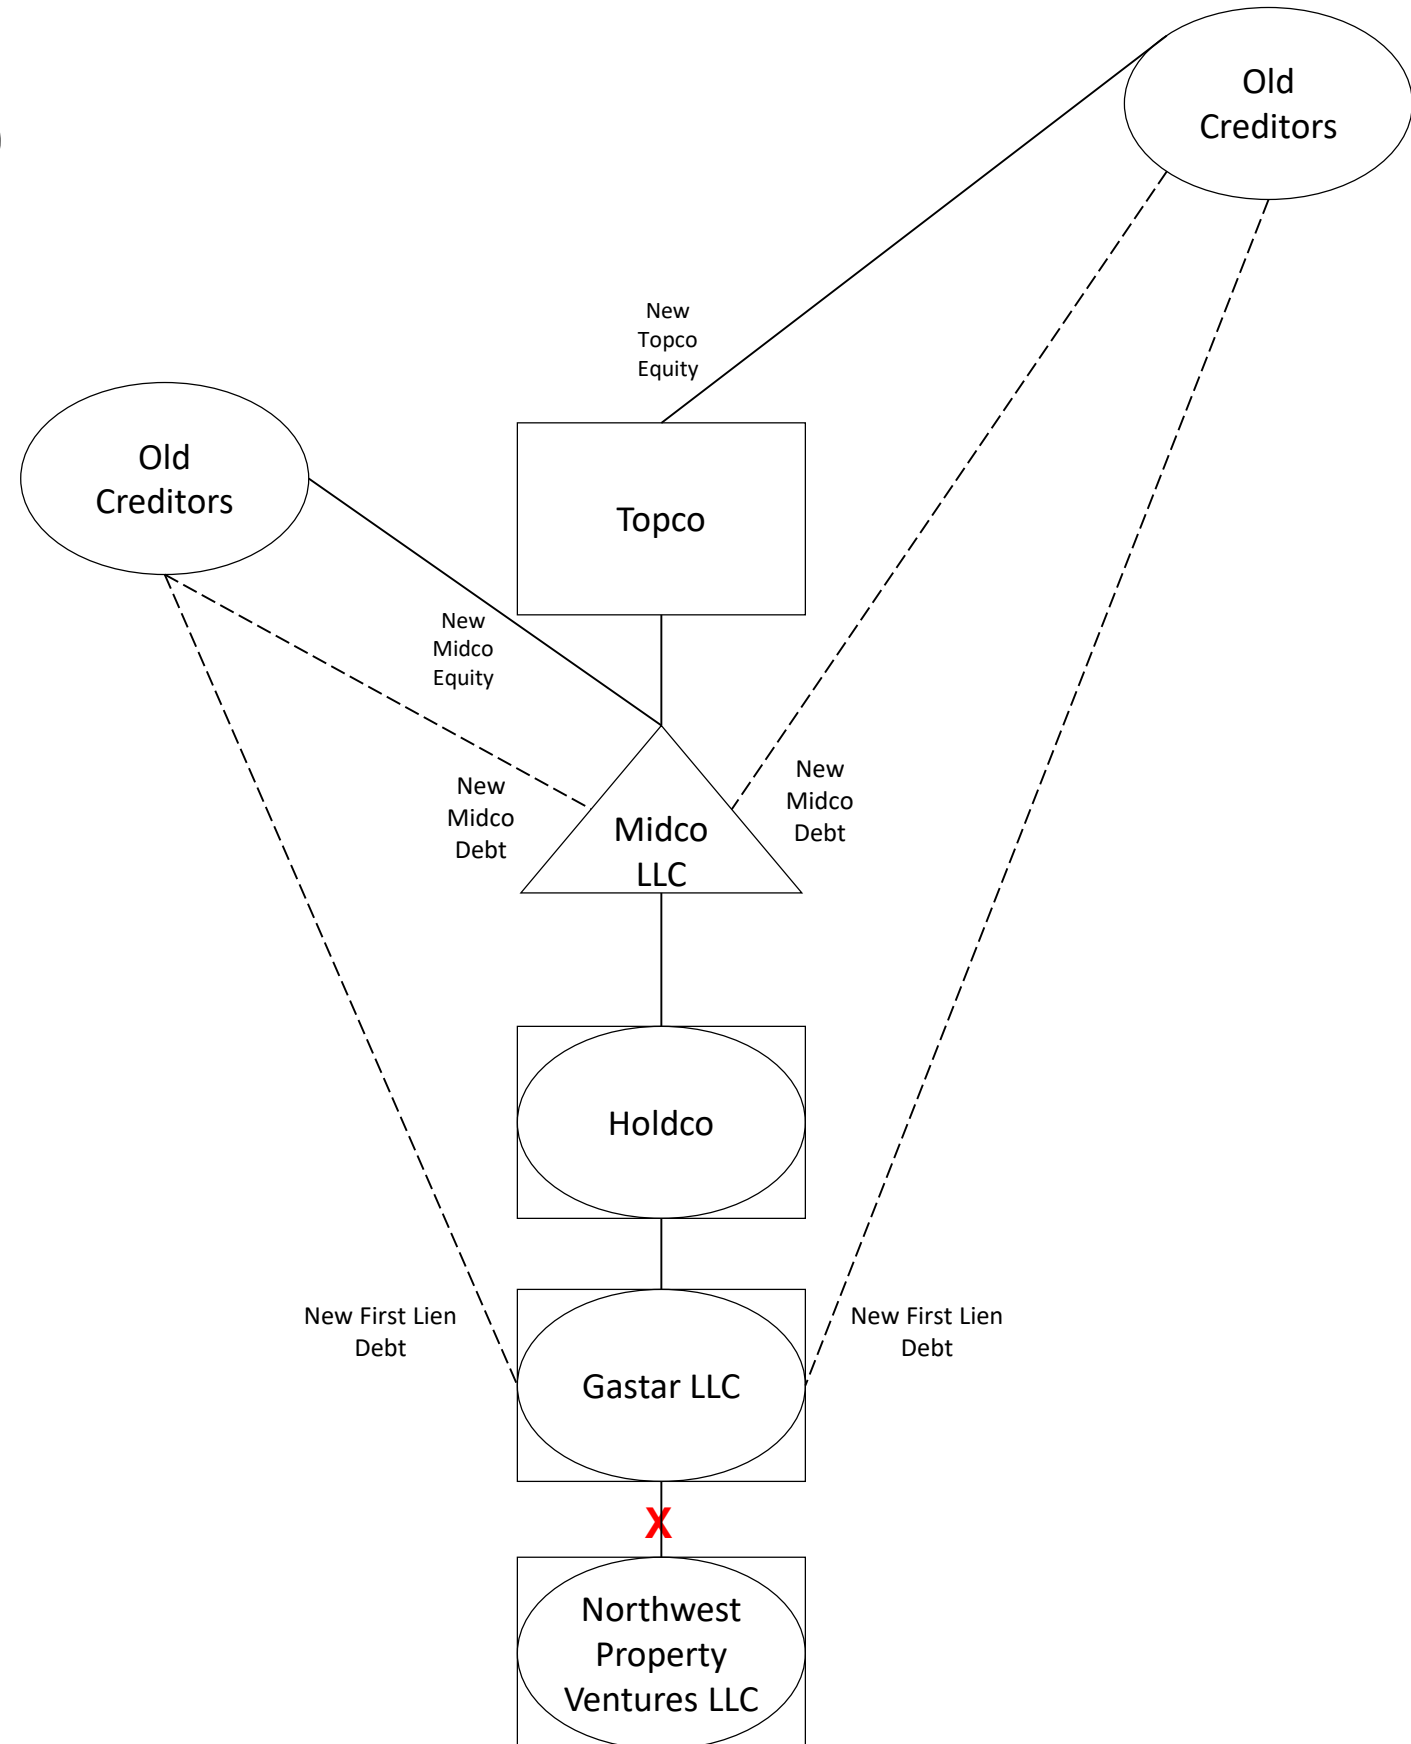 )
Old
Creditors
New
Topco
Equity
Old
Creditors
Topco
New
Midco
Equity
New
Midco
Debt
New
Midco
Debt
Midco
LLC
Holdco
New First Lien
Debt
New First Lien
Debt
Gastar LLC
X
Northwest
Property
Ventures LLC